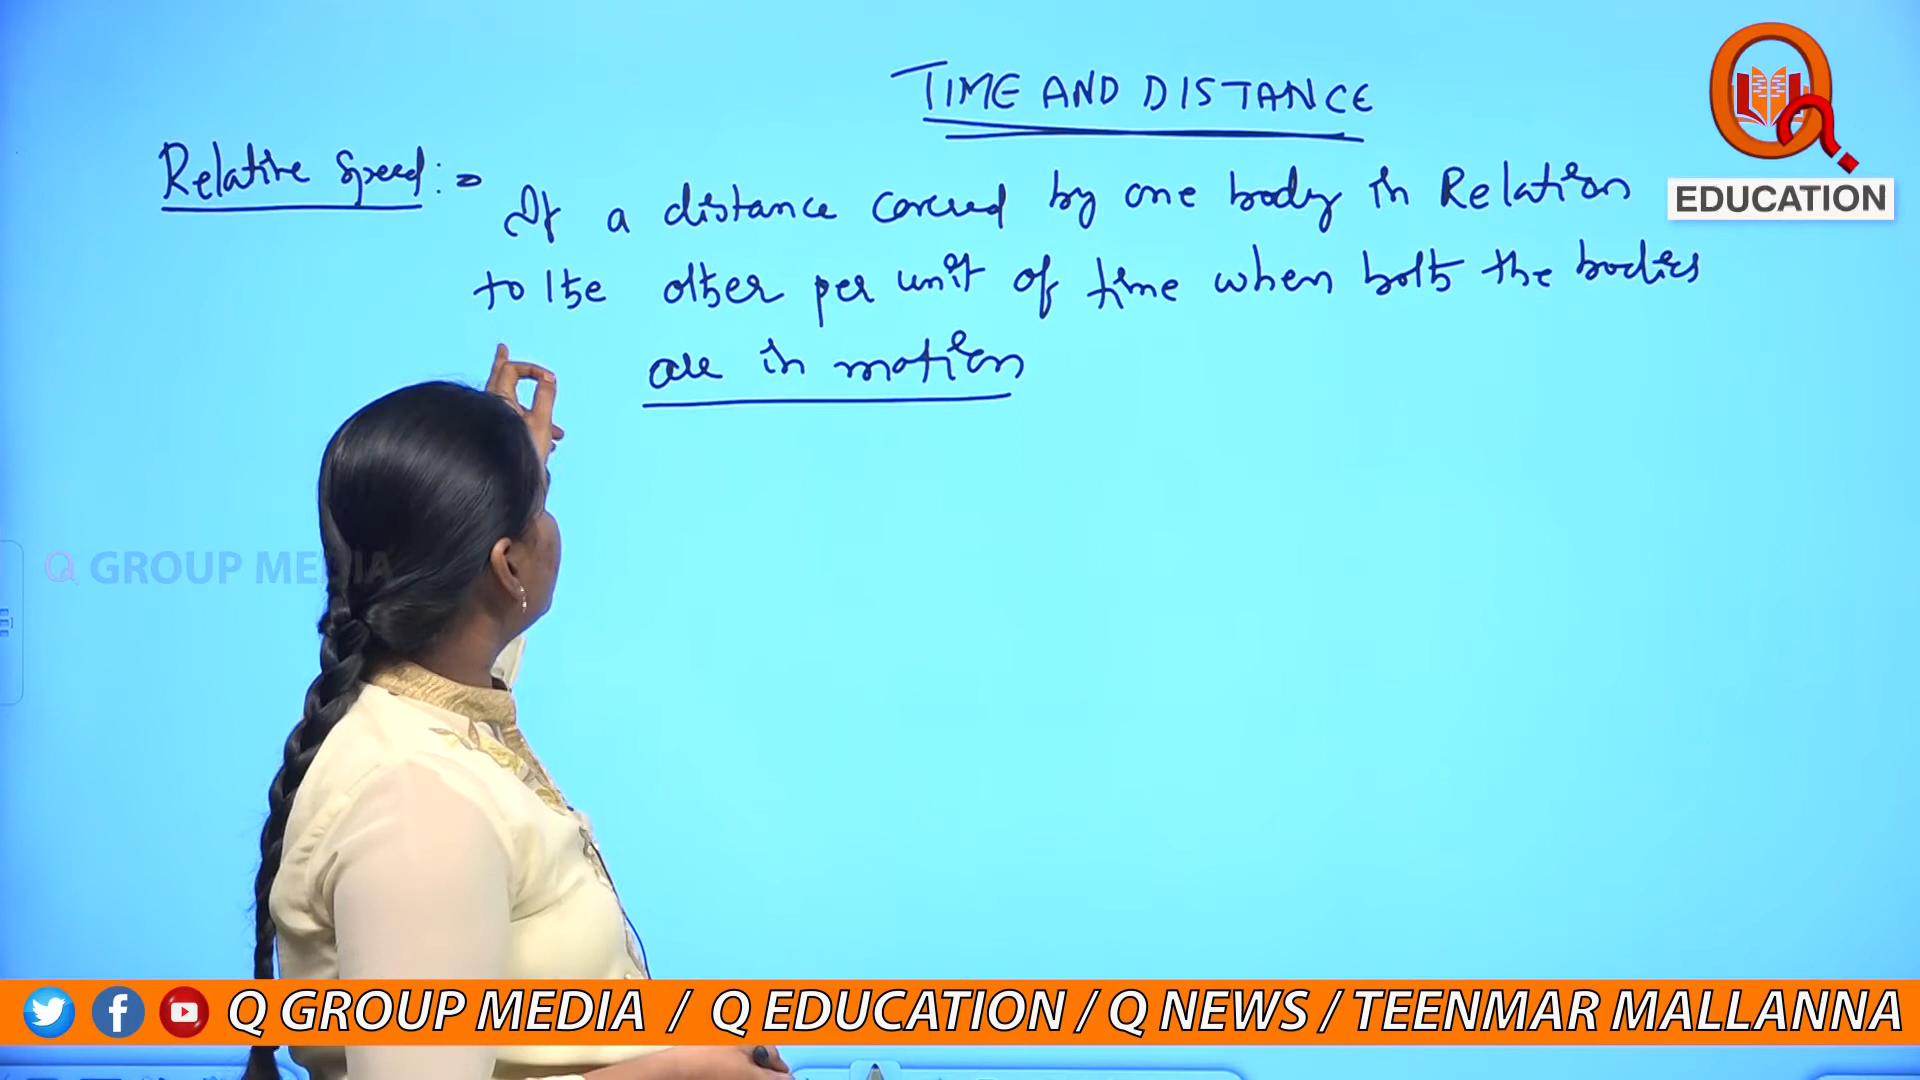 TIME AND DISTANCE
Relative Speed:-
It a distance covered by one body in Relation
to the other per unit of time when both the bodies
are in motion
EDUCATION
Q GROUP MEDIA
Q GROUP MEDIA / Q EDUCATION / Q NEWS / TEENMAR MALLANNA